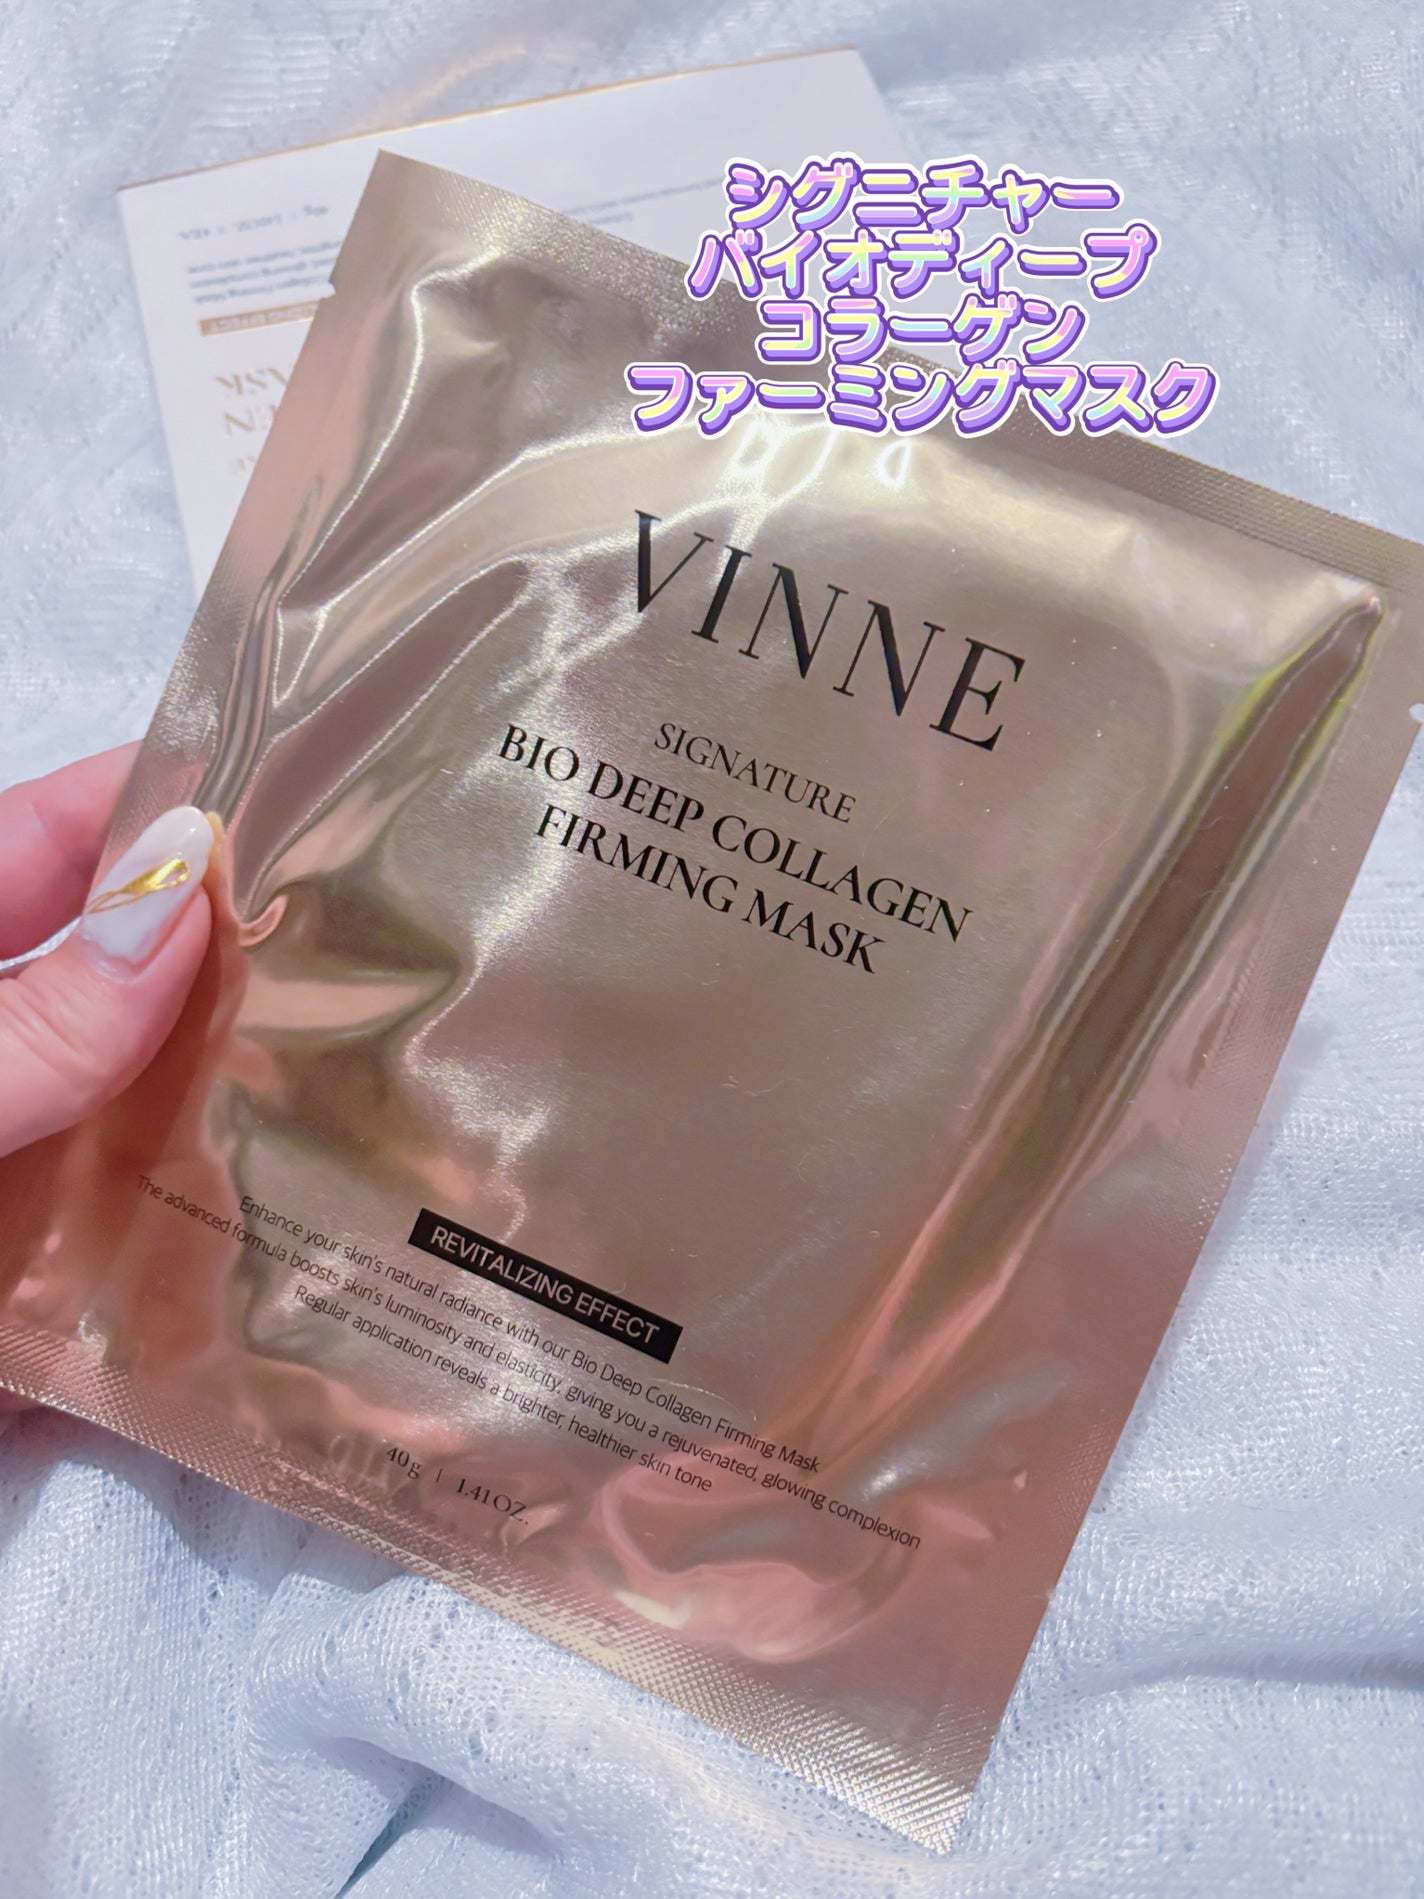 シグニチャー
バイオディープ
コラーゲン
ファーミングマスク
VINNE
SIGNATURE
BIO DEEP COLLAGEN
FIRMING MASK
REVITALIZING EFFECT
Enhance your skin's natural radiance with our Bio Deep Collagen Firming Mask
The advanced formula boosts skin's luminosity and elasticity, giving you a rejuvenated, glowing complexion
Regular application reveals a brighter, healthier skin tone
40g | 1.41OZ.